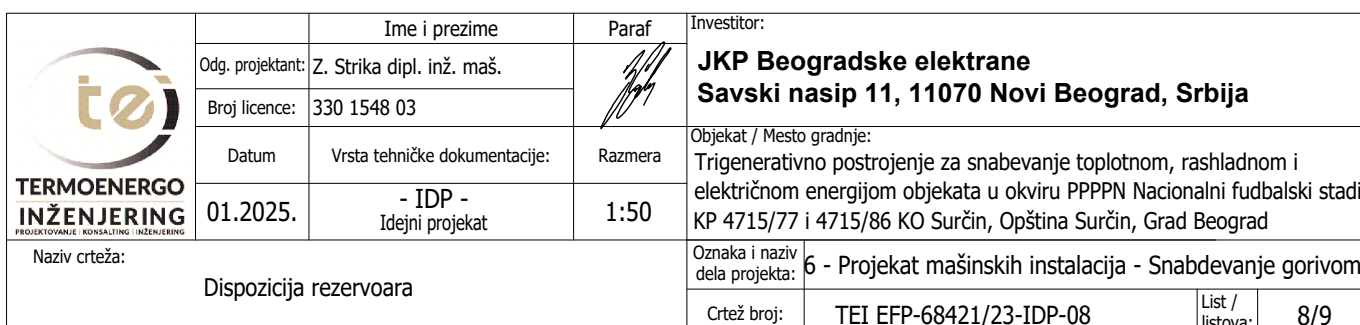 tei
TERMOENERGO
INŽENJERING
PROJEKTOVANJE | KONSALTING | INŽENJERING
Ime i prezime
Paraf
Odg. projektant:
Z. Strika dipl. inž. maš.
Broj licence:
330 1548 03
Datum
Vrsta tehničke dokumentacije:
Razmera
01.2025.
- IDP -
Idejni projekat
1:50
Investitor:
JKP Beogradske elektrane
Savski nasip 11, 11070 Novi Beograd, Srbija
Objekat / Mesto gradnje:
Trigenerativno postrojenje za snabevanje toplotnom, rashladnom i
električnom energijom objekata u okviru PPPPN Nacionalni fudbalski stadi
KP 4715/77 i 4715/86 KO Surčin, Opština Surčin, Grad Beograd
Naziv crteža:
Dispozicija rezervoara
Oznaka i naziv
dela projekta:
6 - Projekat mašinskih instalacija - Snabdevanje gorivom
Crtež broj:
TEI EFP-68421/23-IDP-08
List /
listova:
8/9